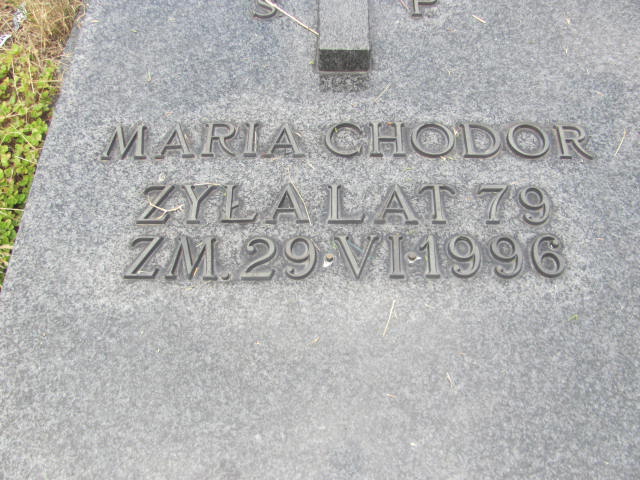 S P
MARIA CHODOR
ŻYŁA LAT 79
ZM. 29·VI·1996